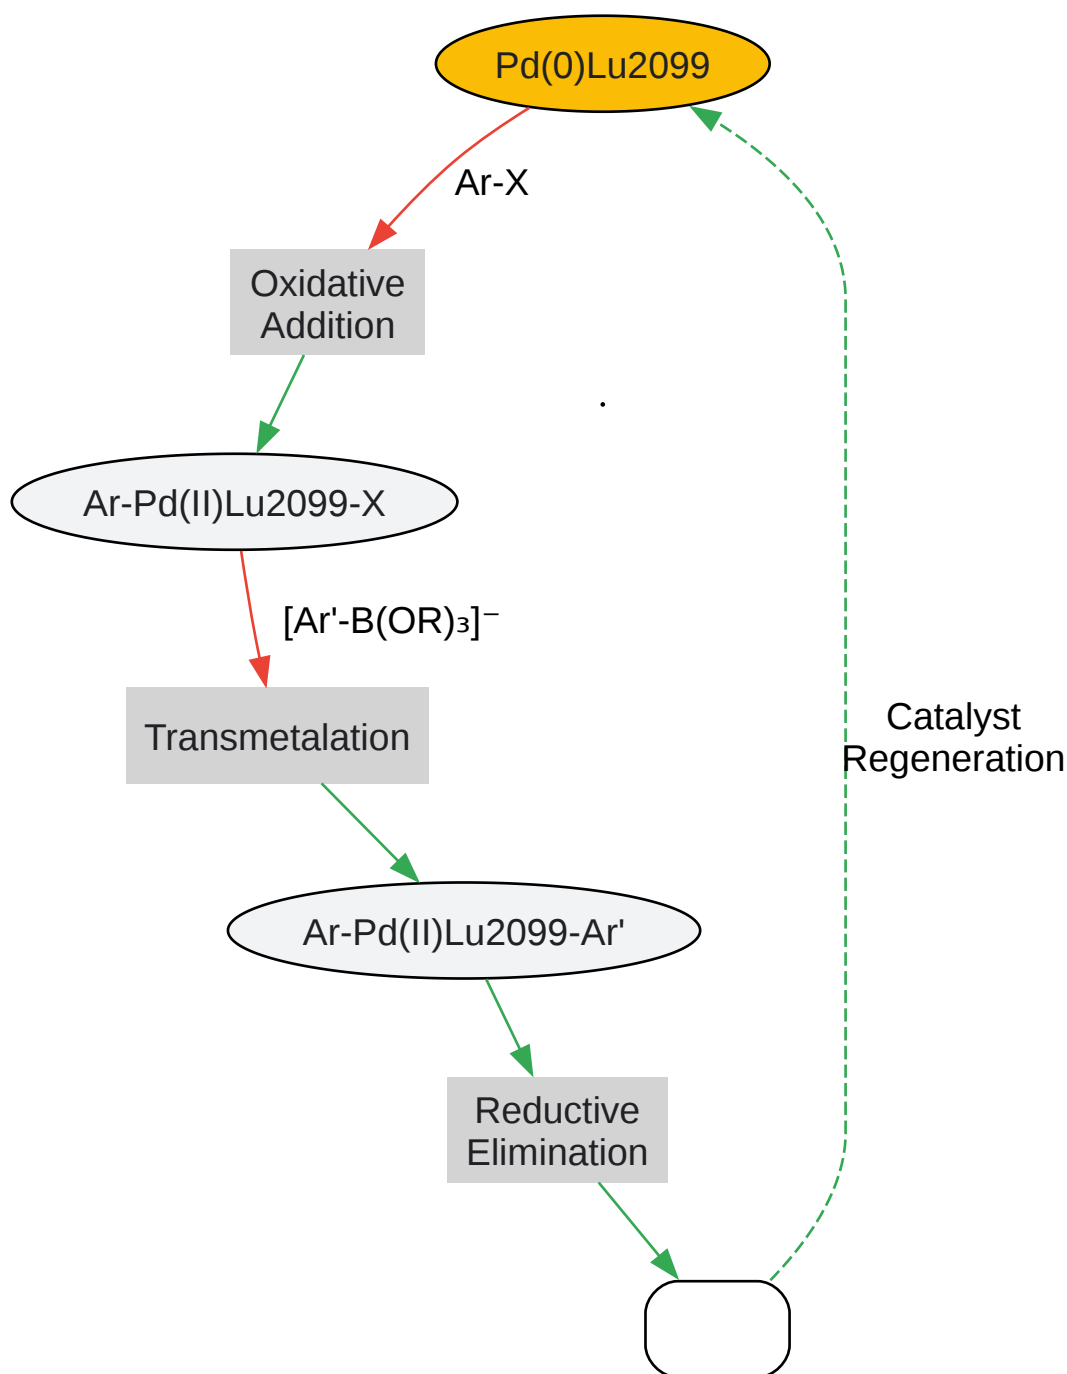 Pd(0)Lu2099
Ar-X
Oxidative
Addition
.
Ar-Pd(II)Lu2099-X
[Ar'-B(OR)₃]⁻
Transmetalation
Catalyst
Regeneration
Ar-Pd(II)Lu2099-Ar'
Reductive
Elimination